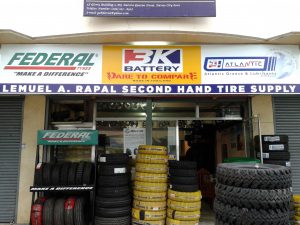 FEDERAL
TYRES
"MAKE A DIFFERENCE"
3K
BATTERY
DARE TO COMPARE
ATLANTIC
Atlantic Grease & Lubricants
LEMUEL A. RAPAL SECOND HAND TIRE SUPPLY
FEDERAL
MAKE A DIFFERENCE